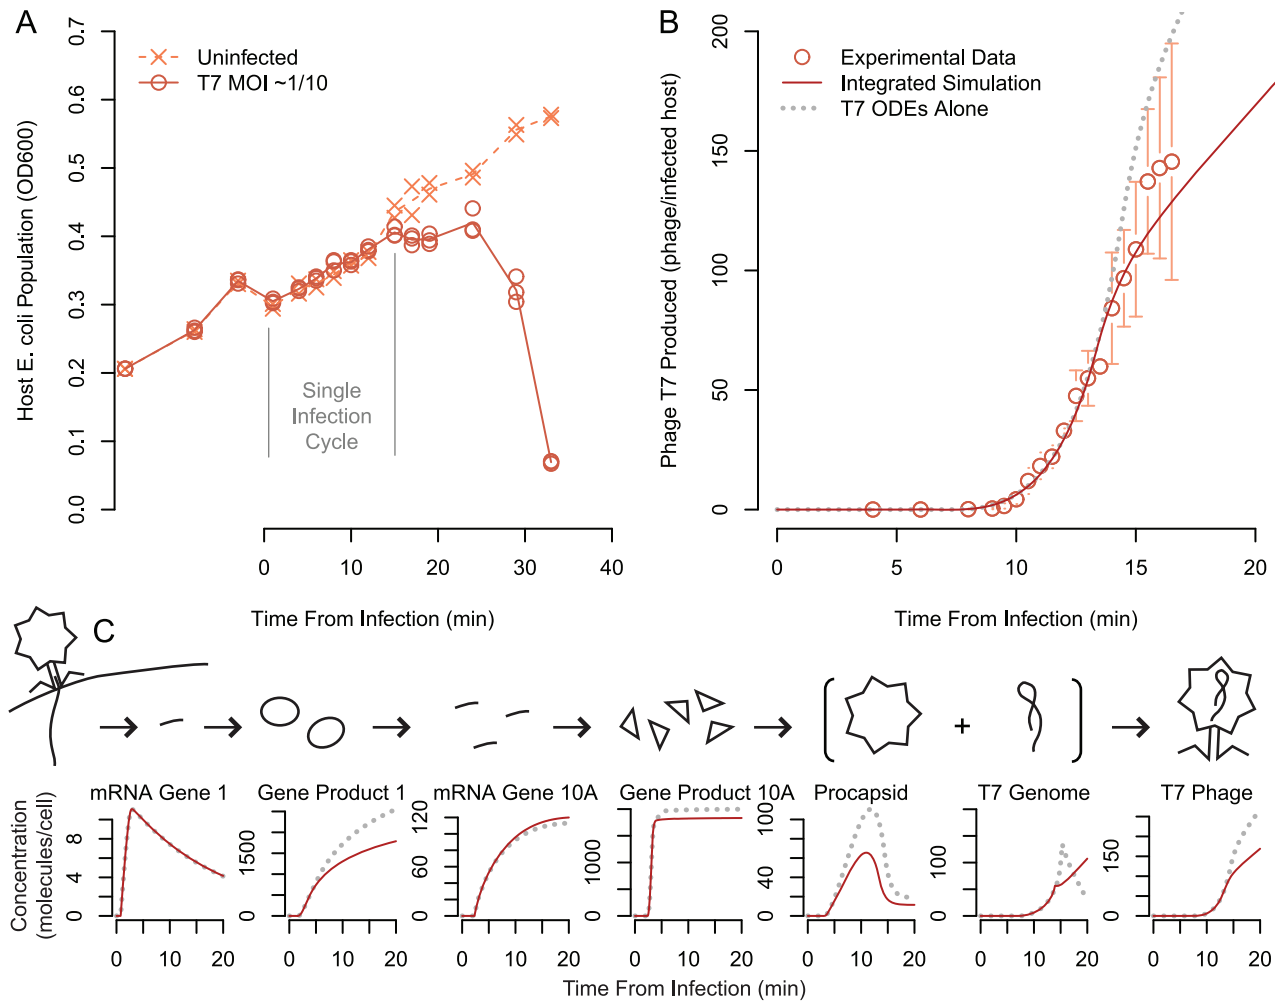 A
Host E. coli Population (OD600)
0.0
0.1
0.2
0.3
0.4
0.5
0.6
0.7
Uninfected
T7 MOI ~1/10
Single
Infection
Cycle
0 10 20 30 40
Time From Infection (min)
B
Phage T7 Produced (phage/infected host)
0
50
100
150
200
Experimental Data
Integrated Simulation
T7 ODEs Alone
0 5 10 15 20
Time From Infection (min)
C
+
Concentration
(molecules/cell)
mRNA Gene 1
0 4 8
0 10 20
Gene Product 1
0 1500
0 10 20
mRNA Gene 10A
0 60 120
0 10 20
Gene Product 10A
0 1000
0 10 20
Procapsid
0 40 100
0 10 20
T7 Genome
0 100
0 10 20
T7 Phage
0 150
0 10 20
Time From Infection (min)